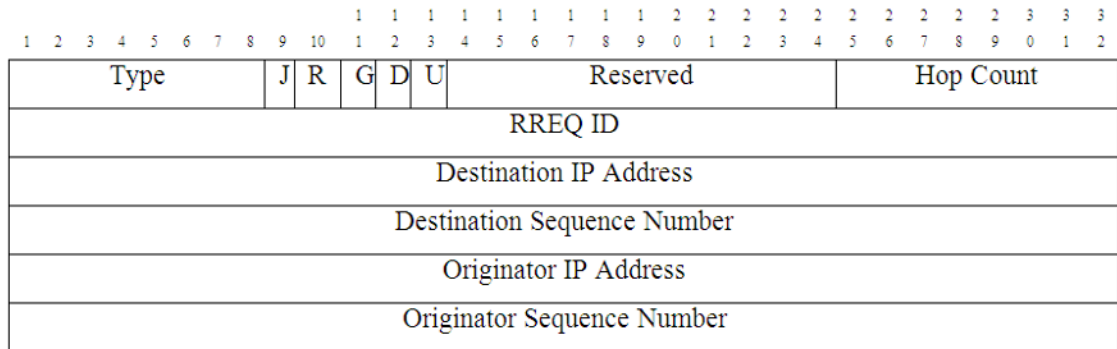 1 1 1 1 1 1 1 1 1 2 2 2 2 2 2 2 2 2 2 3 3 3
1 2 3 4 5 6 7 8 9 10 1 2 3 4 5 6 7 8 9 0 1 2 3 4 5 6 7 8 9 0 1 2
Type J R G D U Reserved Hop Count
RREQ ID
Destination IP Address
Destination Sequence Number
Originator IP Address
Originator Sequence Number